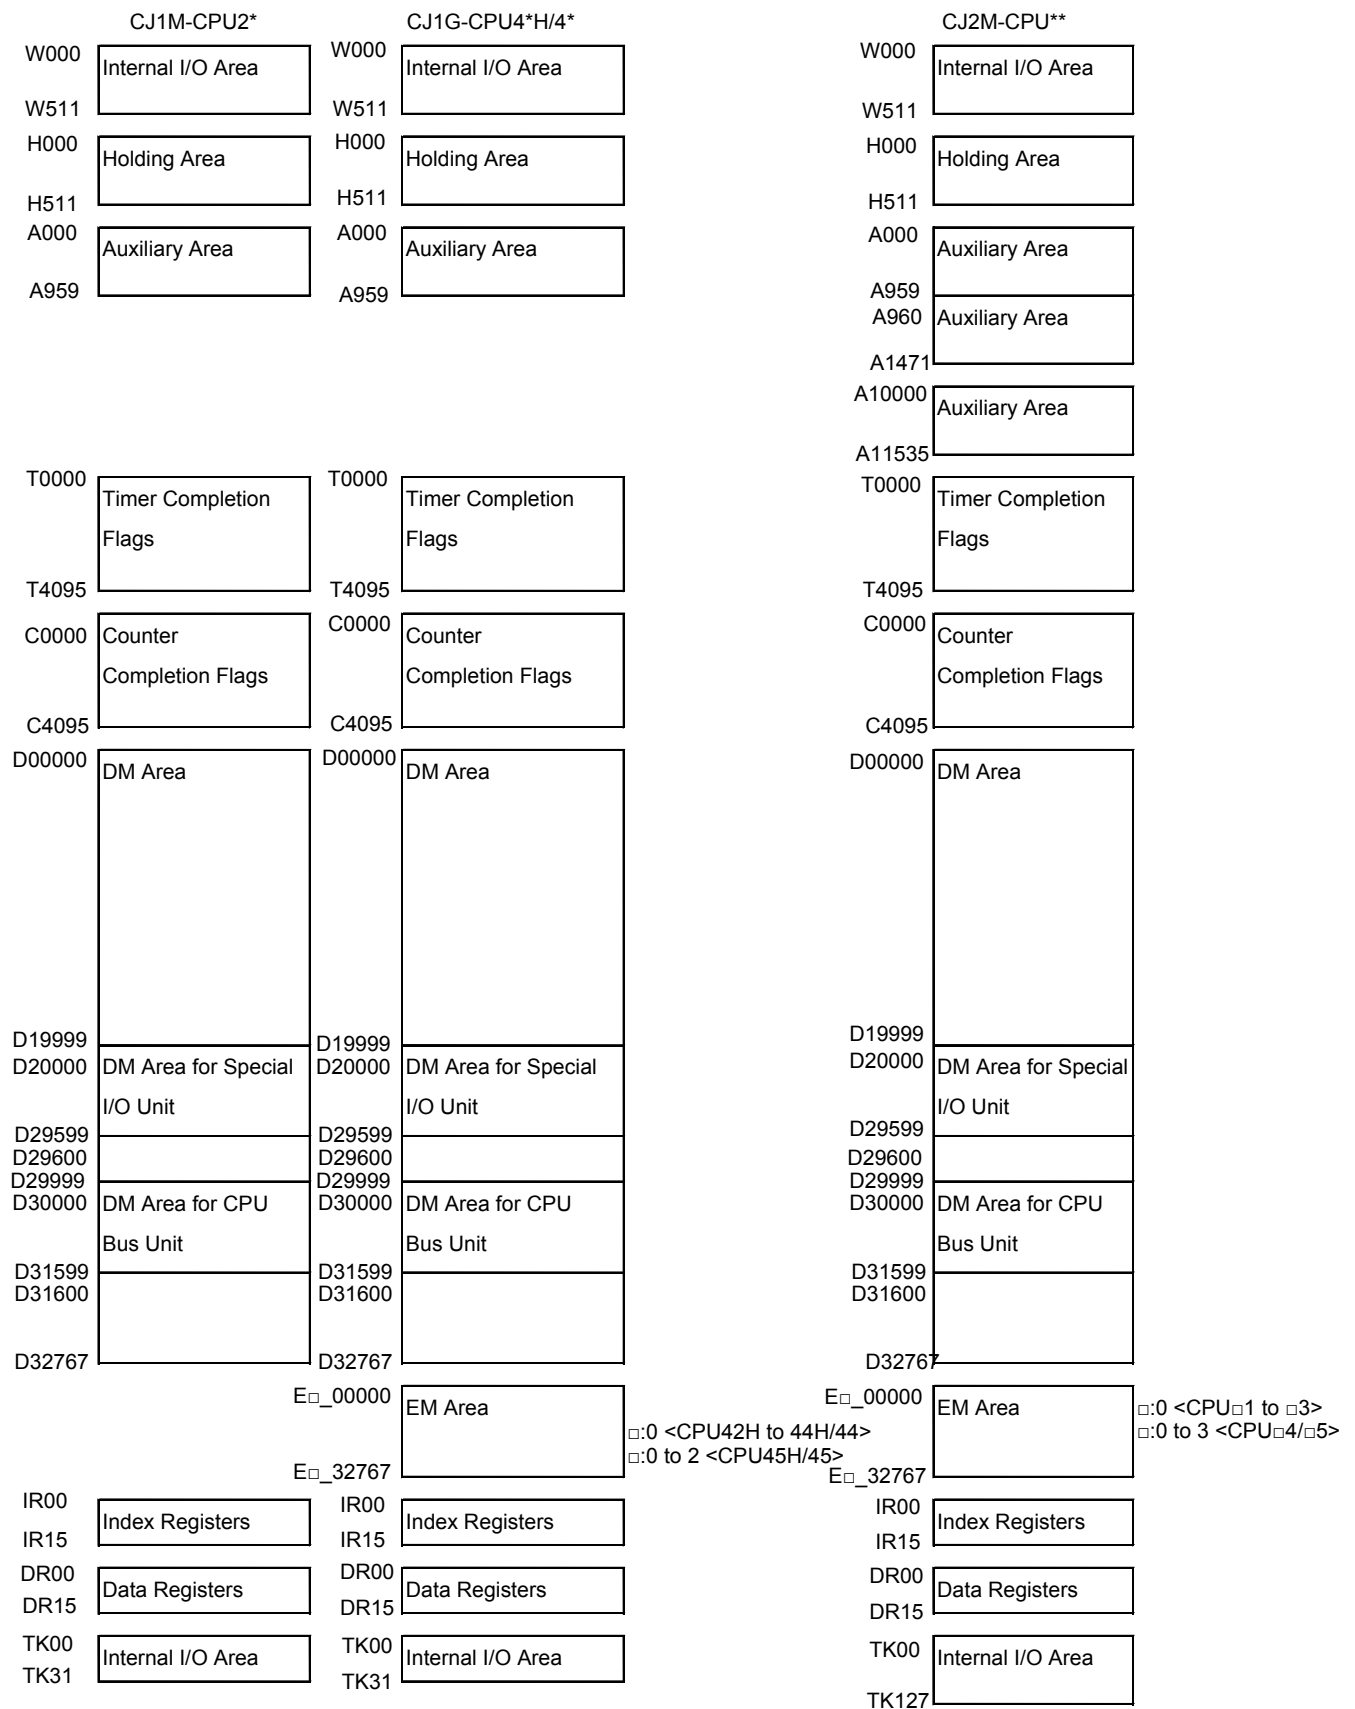 CJ1M-CPU2* CJ1G-CPU4*H/4* CJ2M-CPU**
W000 Internal I/O Area W000 Internal I/O Area W000 Internal I/O Area
W511 W511 W511
H000 Holding Area H000 Holding Area H000 Holding Area
H511 H511 H511
A000 Auxiliary Area A000 Auxiliary Area A000 Auxiliary Area
A959 A959 A959
A960 Auxiliary Area
A1471
A10000 Auxiliary Area
A11535
T0000 Timer Completion T0000 Timer Completion T0000 Timer Completion
Flags Flags Flags
T4095 T4095 T4095
C0000 Counter C0000 Counter C0000 Counter
Completion Flags Completion Flags Completion Flags
C4095 C4095 C4095
D00000 DM Area D00000 DM Area D00000 DM Area
D19999 D19999 D19999
D20000 DM Area for Special D20000 DM Area for Special D20000 DM Area for Special
I/O Unit I/O Unit I/O Unit
D29599 D29599 D29599
D29600 D29600 D29600
D29999 D29999 D29999
D30000 DM Area for CPU D30000 DM Area for CPU D30000 DM Area for CPU
Bus Unit Bus Unit Bus Unit
D31599 D31599 D31599
D31600 D31600 D31600
D32767 D32767 D32767
E□_00000 EM Area E□_00000 EM Area □:0 <CPU□1 to □3>
□:0 <CPU42H to 44H/44> □:0 to 3 <CPU□4/□5>
□:0 to 2 <CPU45H/45>
E□_32767 E□_32767
IR00 Index Registers IR00 Index Registers IR00 Index Registers
IR15 IR15 IR15
DR00 Data Registers DR00 Data Registers DR00 Data Registers
DR15 DR15 DR15
TK00 Internal I/O Area TK00 Internal I/O Area TK00 Internal I/O Area
TK31 TK31 TK127